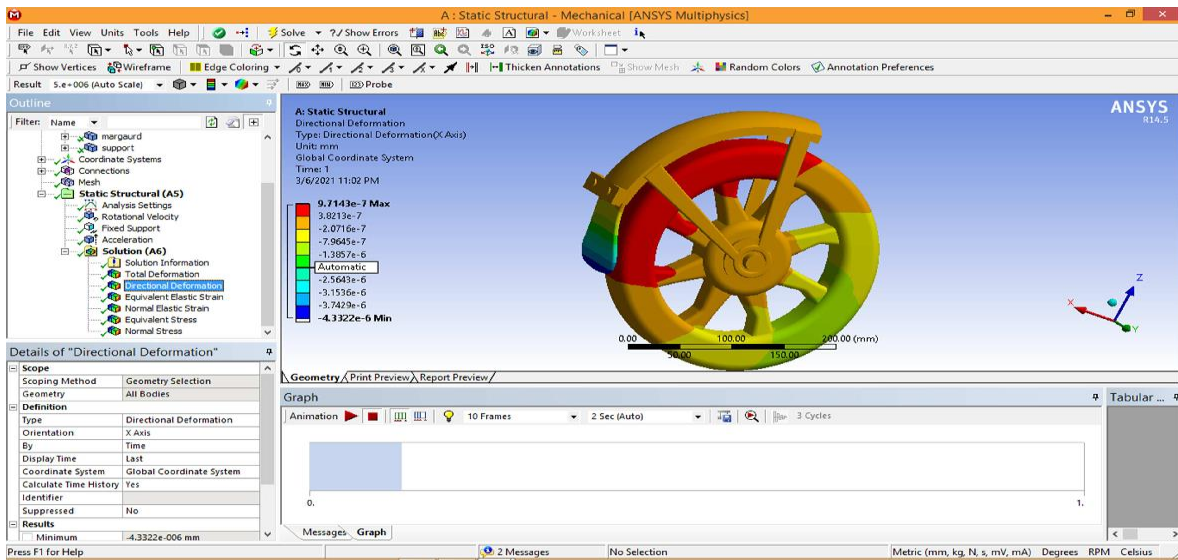 A : Static Structural - Mechanical [ANSYS Multiphysics]
File Edit View Units Tools Help Solve ?/ Show Errors Worksheet
Show Vertices Wireframe Edge Coloring Thicken Annotations Show Mesh Random Colors Annotation Preferences
Result 5.e+006 (Auto Scale) Probe
Outline
Filter: Name
margaurd
support
Coordinate Systems
Connections
Mesh
Static Structural (A5)
Analysis Settings
Rotational Velocity
Fixed Support
Acceleration
Solution (A6)
Solution Information
Total Deformation
Directional Deformation
Equivalent Elastic Strain
Normal Elastic Strain
Equivalent Stress
Normal Stress
A: Static Structural
Directional Deformation
Type: Directional Deformation(X Axis)
Unit: mm
Global Coordinate System
Time: 1
3/6/2021 11:02 PM
9.7143e-7 Max
3.8213e-7
-2.0716e-7
-7.9645e-7
-1.3857e-6
Automatic
-2.5643e-6
-3.1536e-6
-3.7429e-6
-4.3322e-6 Min
ANSYS
R14.5
Z
X
Y
0.00 100.00 200.00 (mm)
50.00 150.00
Geometry Print Preview Report Preview
Details of "Directional Deformation"
Scope
Scoping Method Geometry Selection
Geometry All Bodies
Definition
Type Directional Deformation
Orientation X Axis
By Time
Display Time Last
Coordinate System Global Coordinate System
Calculate Time History Yes
Identifier
Suppressed No
Results
Minimum -4.3322e-006 mm
Graph
Animation 10 Frames 2 Sec (Auto) 3 Cycles
0. 1.
Messages Graph
Tabular ...
Press F1 for Help 2 Messages No Selection Metric (mm, kg, N, s, mV, mA) Degrees RPM Celsius